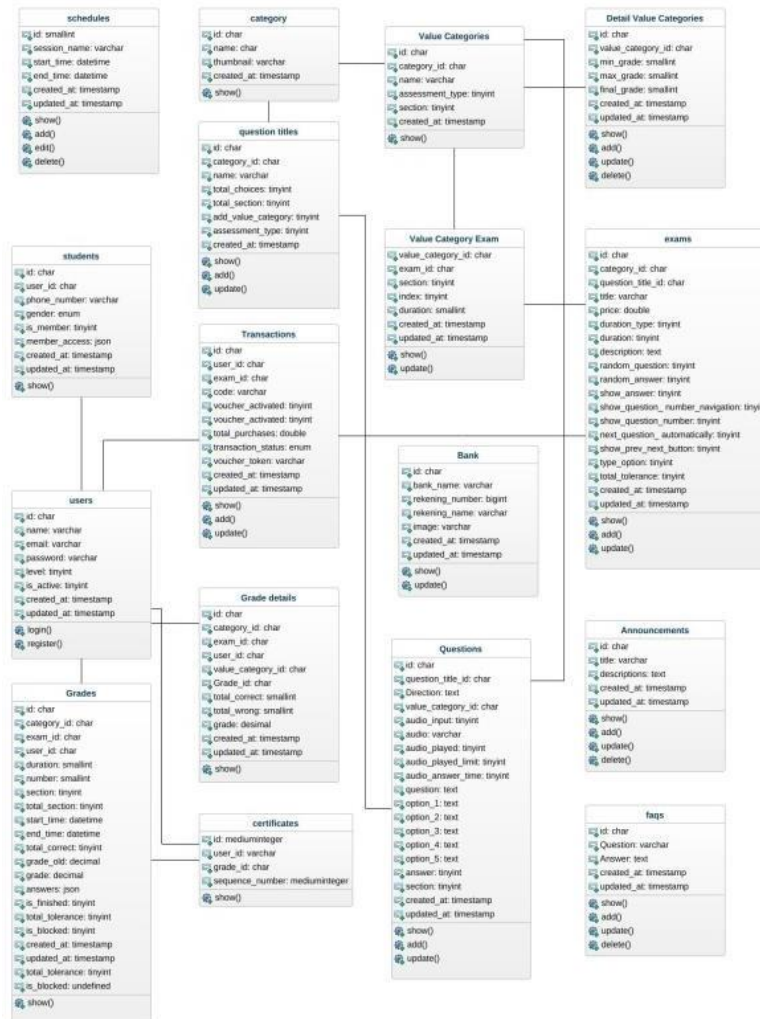 schedules
id: smallint
session_name: varchar
start_time: datetime
end_time: datetime
created_at: timestamp
updated_at: timestamp
show()
add()
edit()
delete()
category
id: char
name: char
thumbnail: varchar
created_at: timestamp
show()
Value Categories
id: char
category_id: char
name: varchar
assessment_type: tinyint
section: tinyint
created_at: timestamp
show()
Detail Value Categories
id: char
value_category_id: char
min_grade: smallint
max_grade: smallint
final_grade: smallint
created_at: timestamp
updated_at: timestamp
show()
add()
update()
delete()
question titles
id: char
category_id: char
name: varchar
total_choices: tinyint
total_section: tinyint
add_value_category: tinyint
assessment_type: tinyint
created_at: timestamp
show()
add()
update()
students
id: char
user_id: char
phone_number: varchar
gender: enum
is_member: tinyint
member_access: json
created_at: timestamp
updated_at: timestamp
show()
Value Category Exam
value_category_id: char
exam_id: char
section: tinyint
index: tinyint
duration: smallint
created_at: timestamp
updated_at: timestamp
show()
update()
exams
id: char
category_id: char
question_title_id: char
title: varchar
price: double
duration_type: tinyint
duration: tinyint
description: text
random_question: tinyint
random_answer: tinyint
show_answer: tinyint
show_question_ number_navigation: tinyi
show_question_number: tinyint
next_question_ automatically: tinyint
show_prev_next_button: tinyint
type_option: tinyint
total_tolerance: tinyint
created_at: timestamp
updated_at: timestamp
show()
add()
update()
Transactions
id: char
user_id: char
exam_id: char
code: varchar
voucher_activated: tinyint
voucher_activated: tinyint
total_purchases: double
transaction_status: enum
voucher_token: varchar
created_at: timestamp
updated_at: timestamp
show()
add()
update()
Bank
id: char
bank_name: varchar
rekening_number: bigint
rekening_name: varchar
image: varchar
created_at: timestamp
updated_at: timestamp
show()
update()
users
id: char
name: varchar
email: varchar
password: varchar
level: tinyint
is_active: tinyint
created_at: timestamp
updated_at: timestamp
login()
register()
Grade details
id: char
category_id: char
exam_id: char
user_id: char
value_category_id: char
Grade_id: char
total_correct: smallint
total_wrong: smallint
grade: desimal
created_at: timestamp
updated_at: timestamp
show()
Questions
id: char
question_title_id: char
Direction: text
value_category_id: char
audio_input: tinyint
audio: varchar
audio_played: tinyint
audio_played_limit: tinyint
audio_answer_time: tinyint
question: text
option_1: text
option_2: text
option_3: text
option_4: text
option_5: text
answer: tinyint
section: tinyint
created_at: timestamp
updated_at: timestamp
show()
add()
update()
Announcements
id: char
title: varchar
descriptions: text
created_at: timestamp
updated_at: timestamp
show()
add()
update()
delete()
Grades
id: char
category_id: char
exam_id: char
user_id: char
duration: smallint
number: smallint
section: tinyint
total_section: tinyint
start_time: datetime
end_time: datetime
total_correct: tinyint
grade_old: decimal
grade: decimal
answers: json
is_finished: tinyint
total_tolerance: tinyint
is_blocked: tinyint
created_at: timestamp
updated_at: timestamp
total_tolerance: tinyint
is_blocked: undefined
show()
certificates
id: mediuminteger
user_id: varchar
grade_id: char
sequence_number: mediuminteger
show()
faqs
id: char
Question: varchar
Answer: text
created_at: timestamp
updated_at: timestamp
show()
add()
update()
delete()